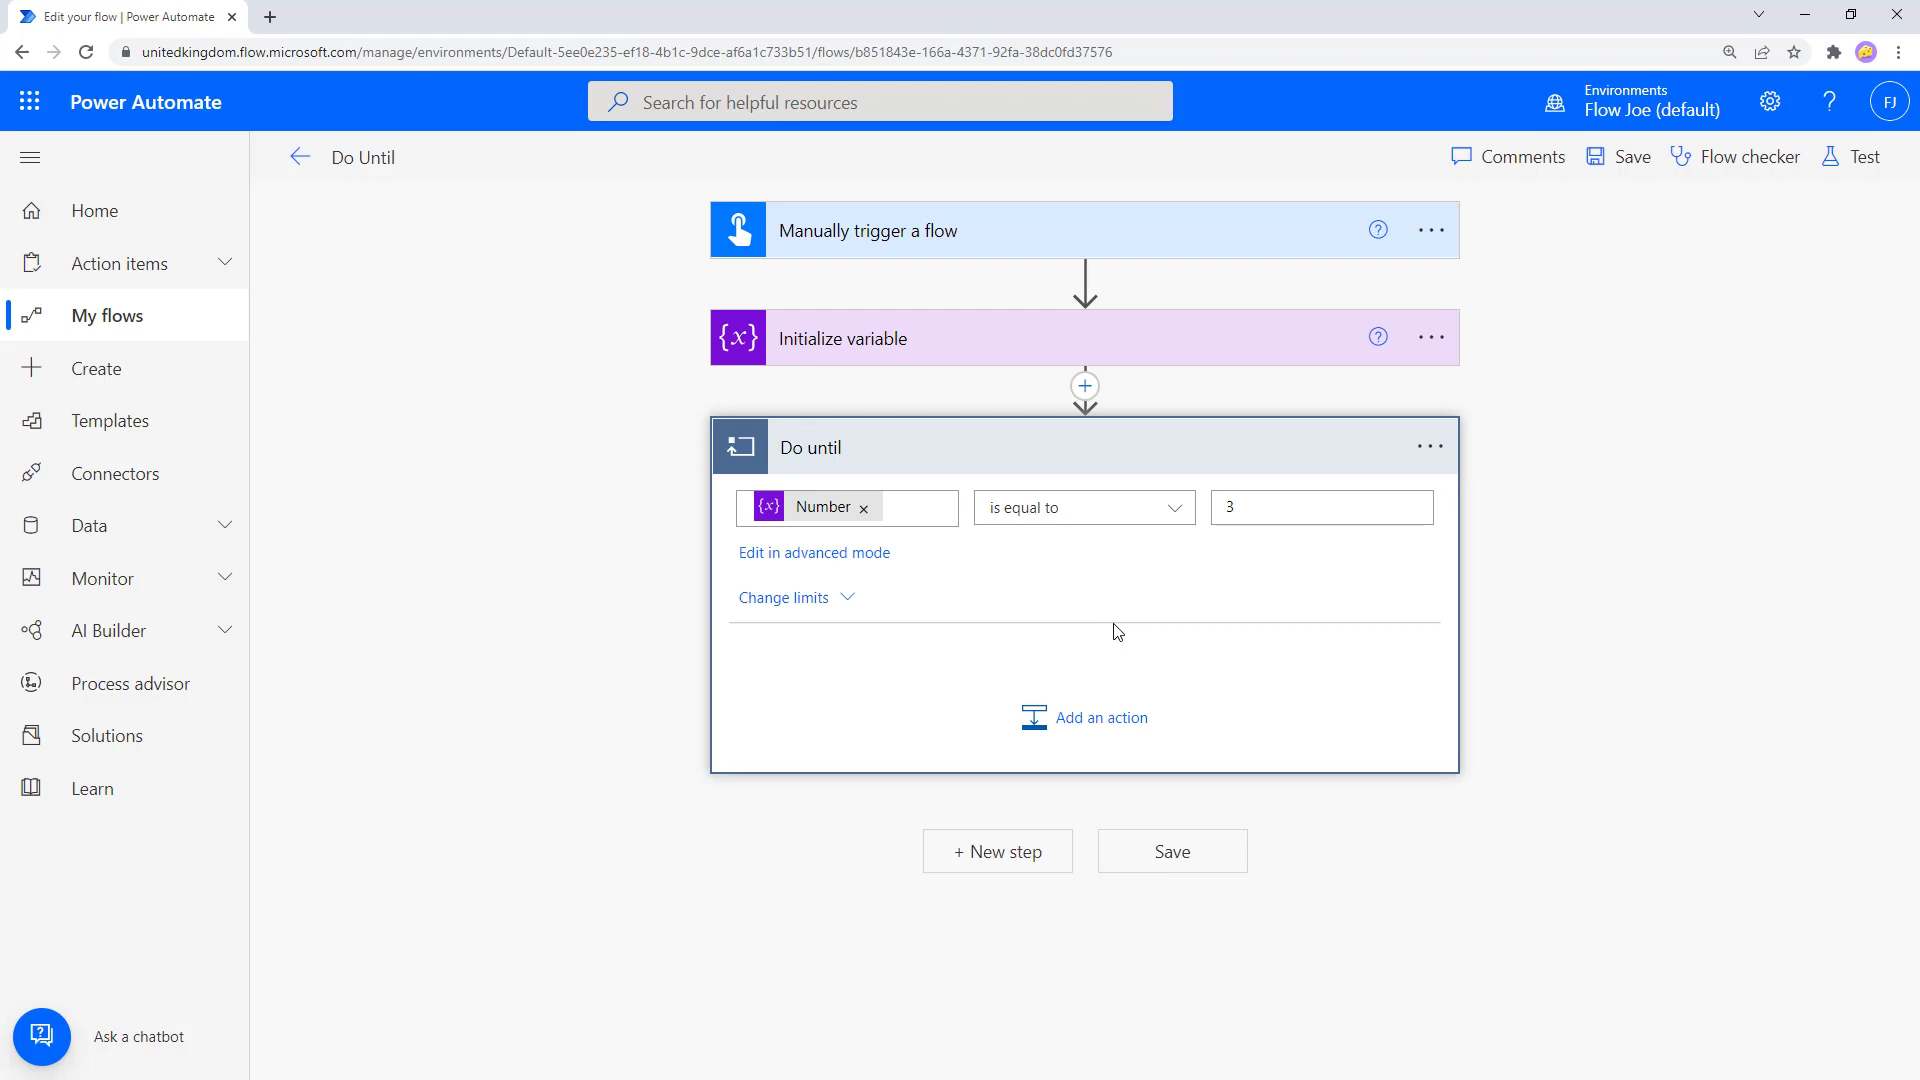 Edit your flow | Power Automate
unitedkingdom.flow.microsoft.com/manage/environments/Default-5ee0e235-ef18-4b1c-9dce-af6a1c733b51/flows/b851843e-166a-4371-92fa-38dc0fd37576
Power Automate
Search for helpful resources
Environments
Flow Joe (default)
?
FJ
Do Until
Comments
Save
Flow checker
Test
Home
Action items
My flows
Create
Templates
Connectors
Data
Monitor
AI Builder
Process advisor
Solutions
Learn
Ask a chatbot
Manually trigger a flow
?
{x}
Initialize variable
?
Do until
{x} Number
is equal to
3
Edit in advanced mode
Change limits
Add an action
+ New step
Save